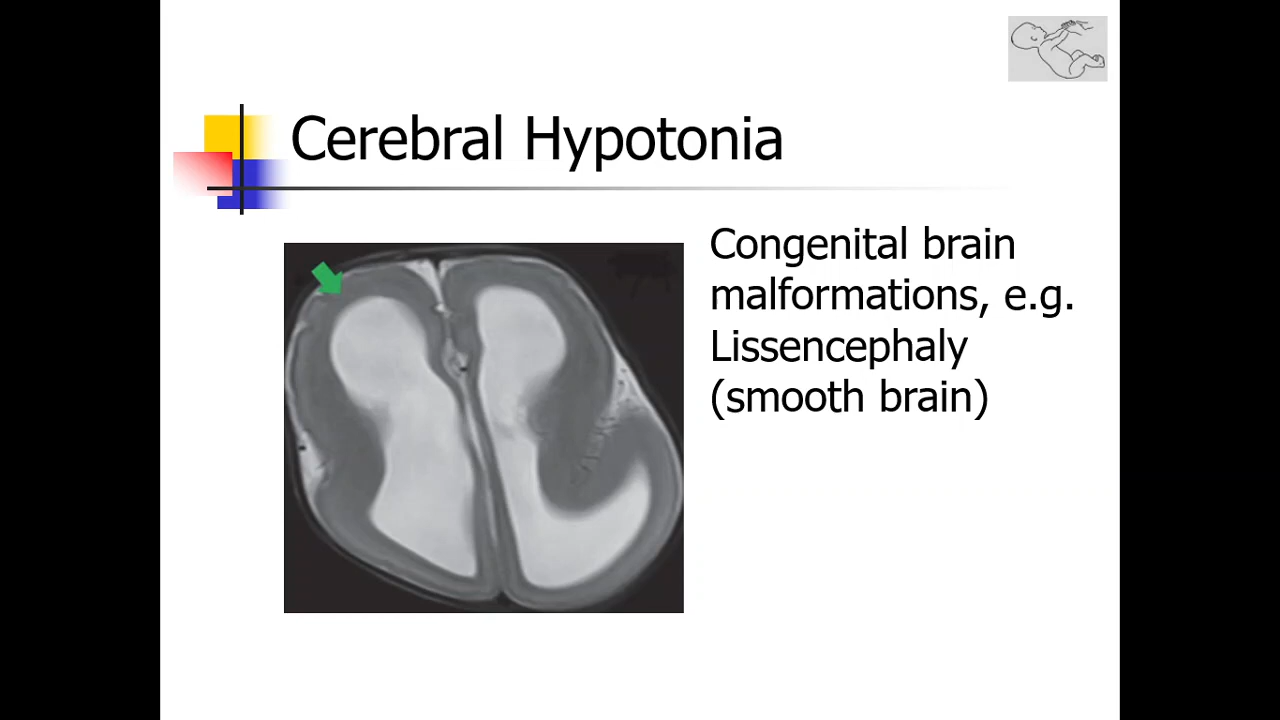 Cerebral Hypotonia
Congenital brain
malformations, e.g.
Lissencephaly
(smooth brain)